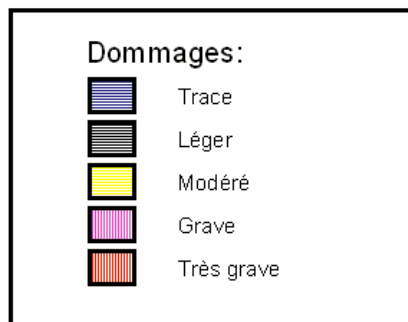 Dommages:
Trace
Léger
Modéré
Grave
Très grave